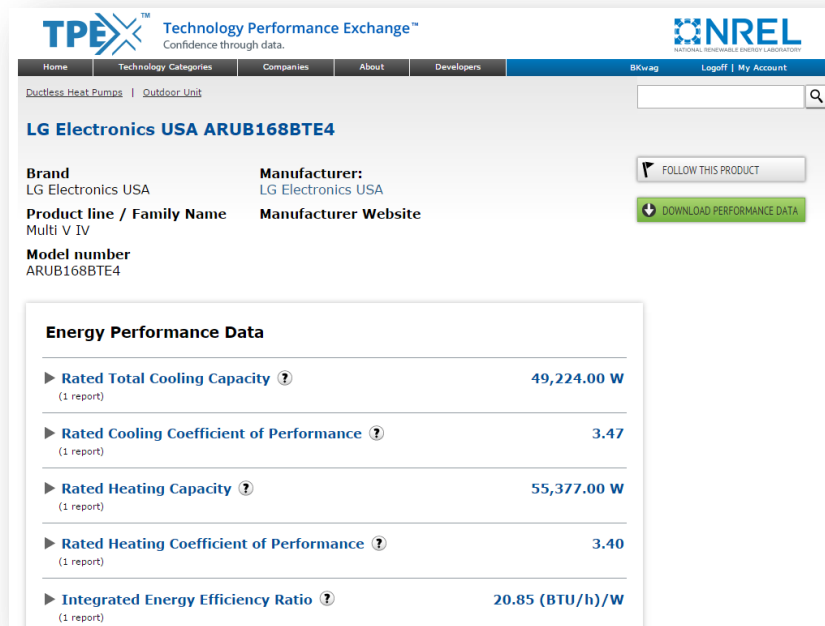 TPEX™ Technology Performance Exchange™
Confidence through data.
NREL
NATIONAL RENEWABLE ENERGY LABORATORY
Home Technology Categories Companies About Developers BKwag Logoff | My Account
Ductless Heat Pumps | Outdoor Unit
LG Electronics USA ARUB168BTE4
Brand Manufacturer:
LG Electronics USA LG Electronics USA
FOLLOW THIS PRODUCT
Product line / Family Name Manufacturer Website
Multi V IV
DOWNLOAD PERFORMANCE DATA
Model number
ARUB168BTE4
Energy Performance Data
Rated Total Cooling Capacity ? 49,224.00 W
(1 report)
Rated Cooling Coefficient of Performance ? 3.47
(1 report)
Rated Heating Capacity ? 55,377.00 W
(1 report)
Rated Heating Coefficient of Performance ? 3.40
(1 report)
Integrated Energy Efficiency Ratio ? 20.85 (BTU/h)/W
(1 report)